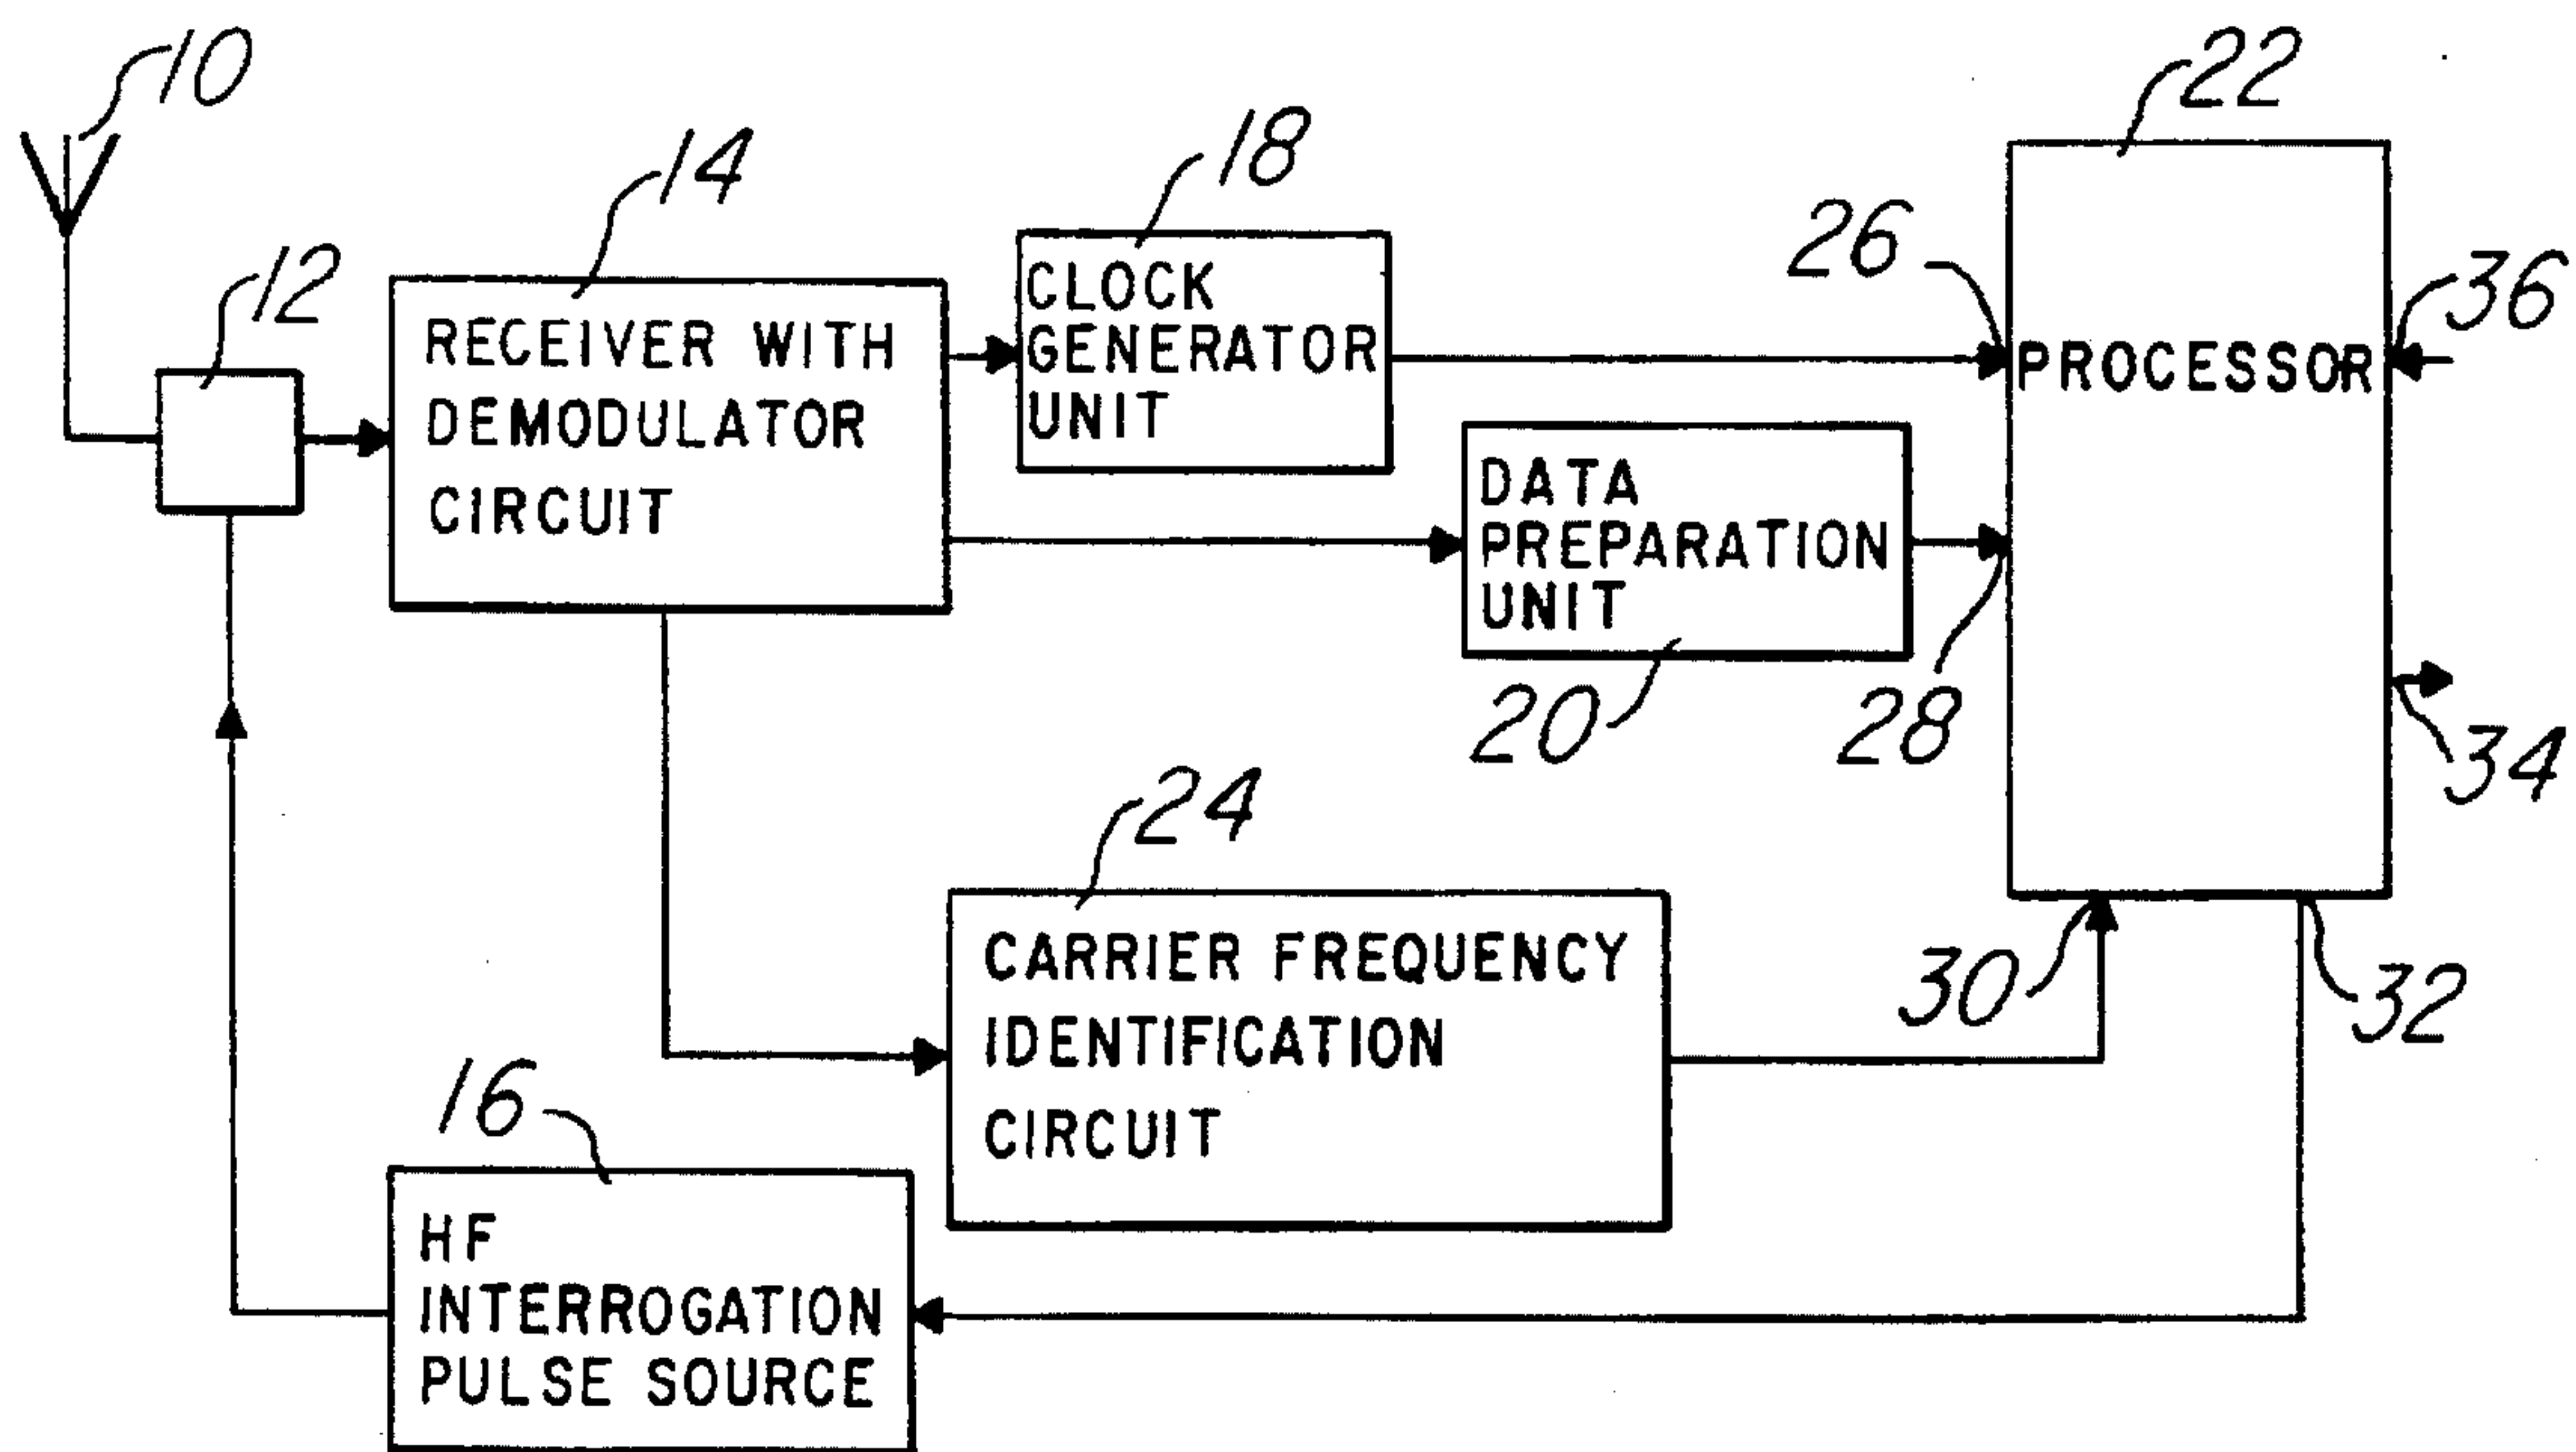 10
12
14
RECEIVER WITH
DEMODULATOR
CIRCUIT
18
CLOCK
GENERATOR
UNIT
22
26
PROCESSOR
36
DATA
PREPARATION
UNIT
20
28
34
24
CARRIER FREQUENCY
IDENTIFICATION
CIRCUIT
30
32
16
HF
INTERROGATION
PULSE SOURCE